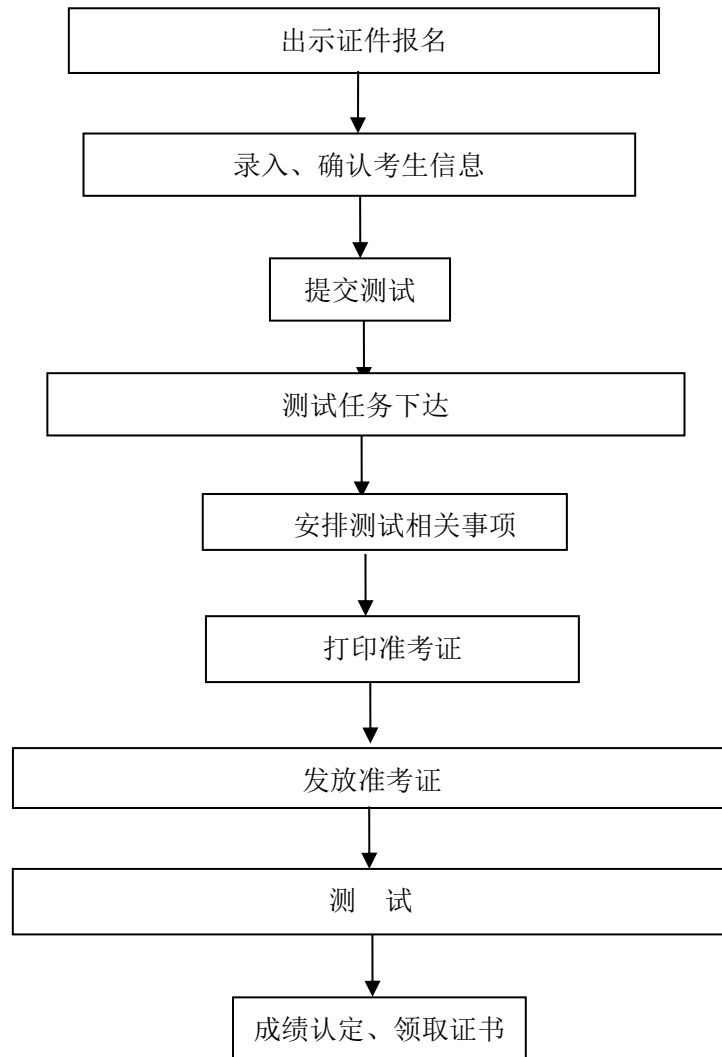 出示证件报名
录入、确认考生信息
提交测试
测试任务下达
安排测试相关事项
打印准考证
发放准考证
测　试
成绩认定、领取证书